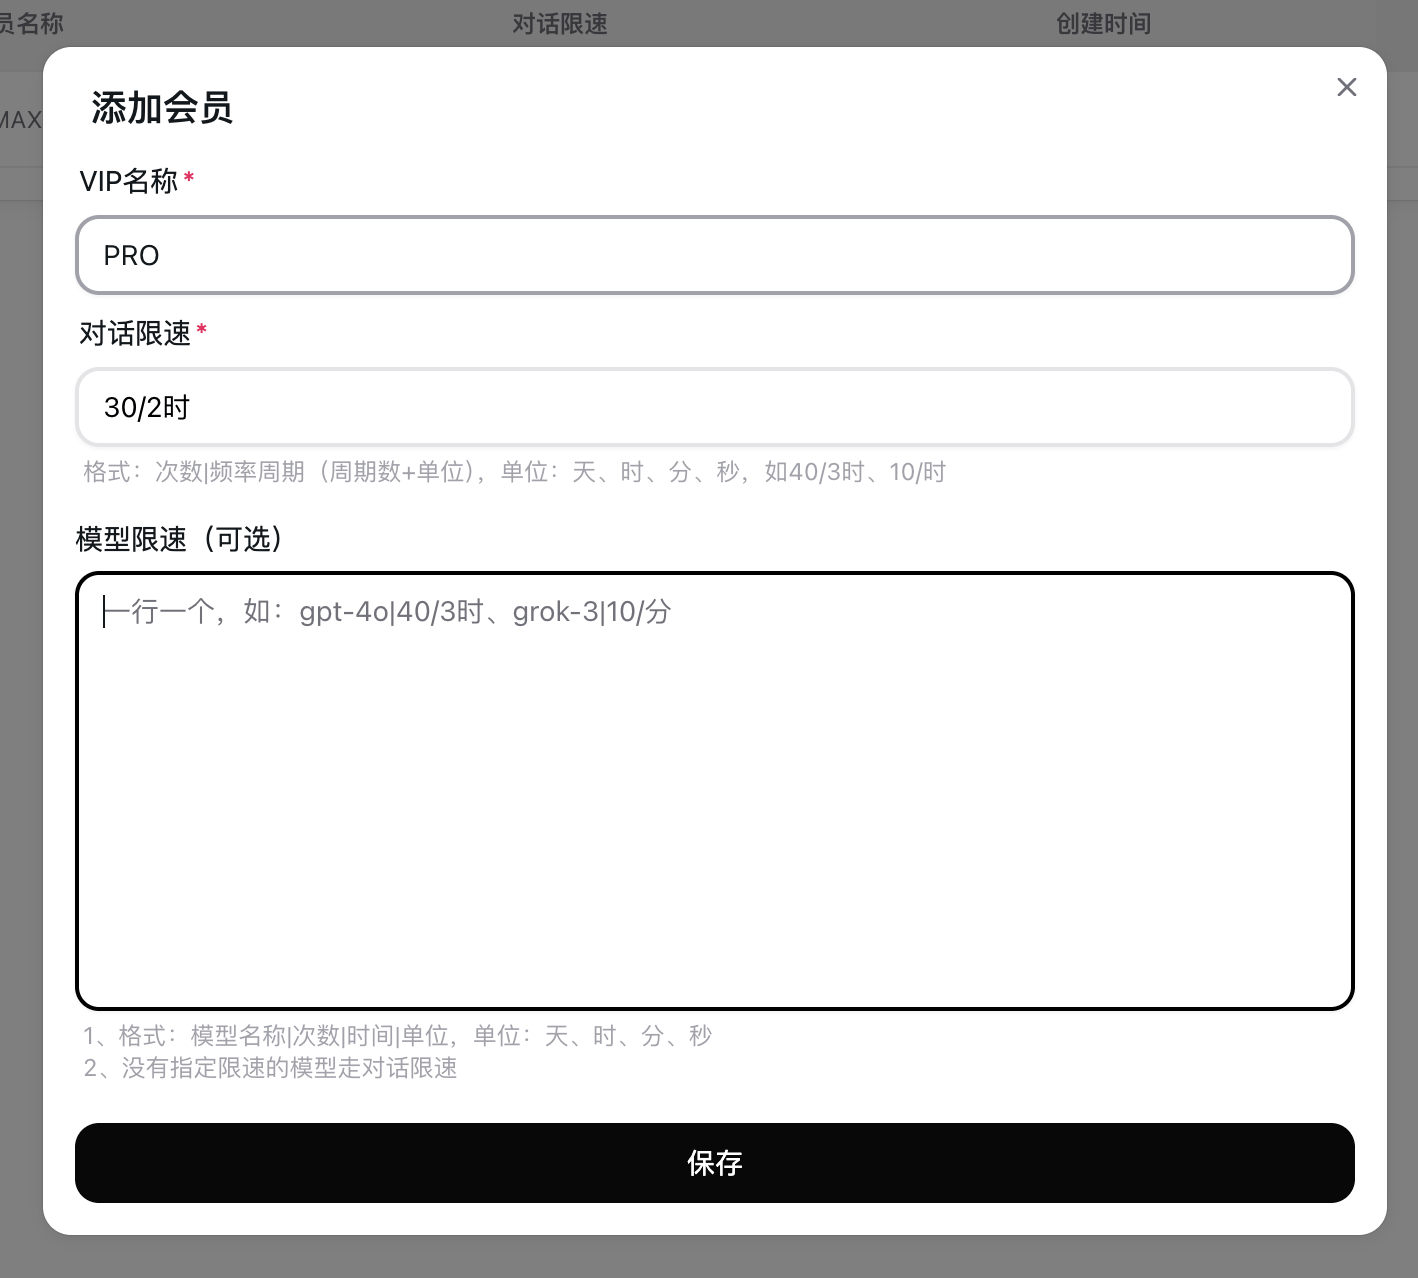 员名称 对话限速 创建时间
MAX
添加会员
VIP名称*
PRO
对话限速*
30/2时
格式：次数|频率周期（周期数+单位），单位：天、时、分、秒，如40/3时、10/时
模型限速（可选）
一行一个，如：gpt-4o|40/3时、grok-3|10/分
1、格式：模型名称|次数|时间|单位，单位：天、时、分、秒
2、没有指定限速的模型走对话限速
保存